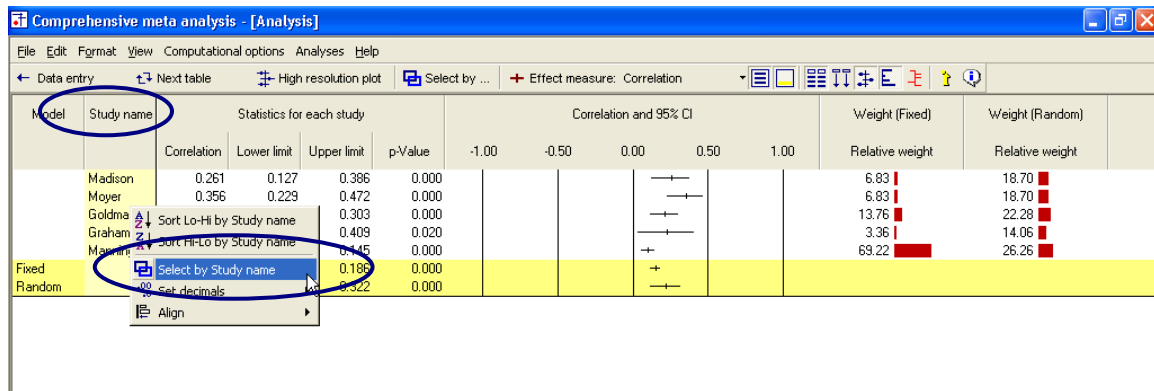 Comprehensive meta analysis - [Analysis]
File Edit Format View Computational options Analyses Help
← Data entry Next table High resolution plot Select by ... + Effect measure: Correlation
Model Study name Statistics for each study Correlation and 95% CI Weight (Fixed) Weight (Random)
Correlation Lower limit Upper limit p-Value -1.00 -0.50 0.00 0.50 1.00 Relative weight Relative weight
Madison 0.261 0.127 0.386 0.000 6.83 18.70
Moyer 0.356 0.229 0.472 0.000 6.83 18.70
Goldma 0.303 0.000 13.76 22.28
Sort Lo-Hi by Study name
Graham 0.409 0.020 3.36 14.06
Sort Hi-Lo by Study name
Manning 0.145 0.000 69.22 26.26
Fixed Select by Study name 0.186 0.000
Random Set decimals 0.322 0.000
Align